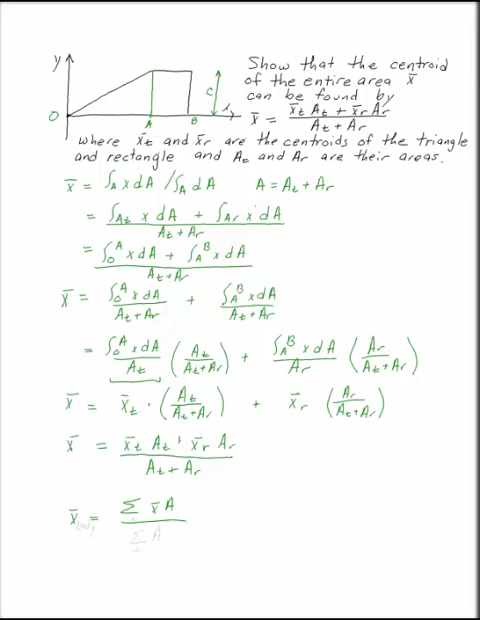 y
Show that the centroid
of the entire area x̄
can be found by
x̄ = (x̄t At + x̄r Ar) / (At + Ar)
C
x
O
A
B
where x̄t and x̄r are the centroids of the triangle
and rectangle and At and Ar are their areas.
x̄ = ∫A x dA / ∫A dA   A = At + Ar
= (∫At x dA + ∫Ar x dA) / (At + Ar)
= (∫0^A x dA + ∫A^B x dA) / (At + Ar)
x̄ = (∫0^A x dA) / (At + Ar) + (∫A^B x dA) / (At + Ar)
= (∫0^A x dA) / At (At / (At + Ar)) + (∫A^B x dA) / Ar (Ar / (At + Ar))
x̄ = x̄t · (At / (At + Ar)) + x̄r (Ar / (At + Ar))
x̄ = (x̄t At + x̄r Ar) / (At + Ar)
x̄body = Σ x̄ A / Σ A